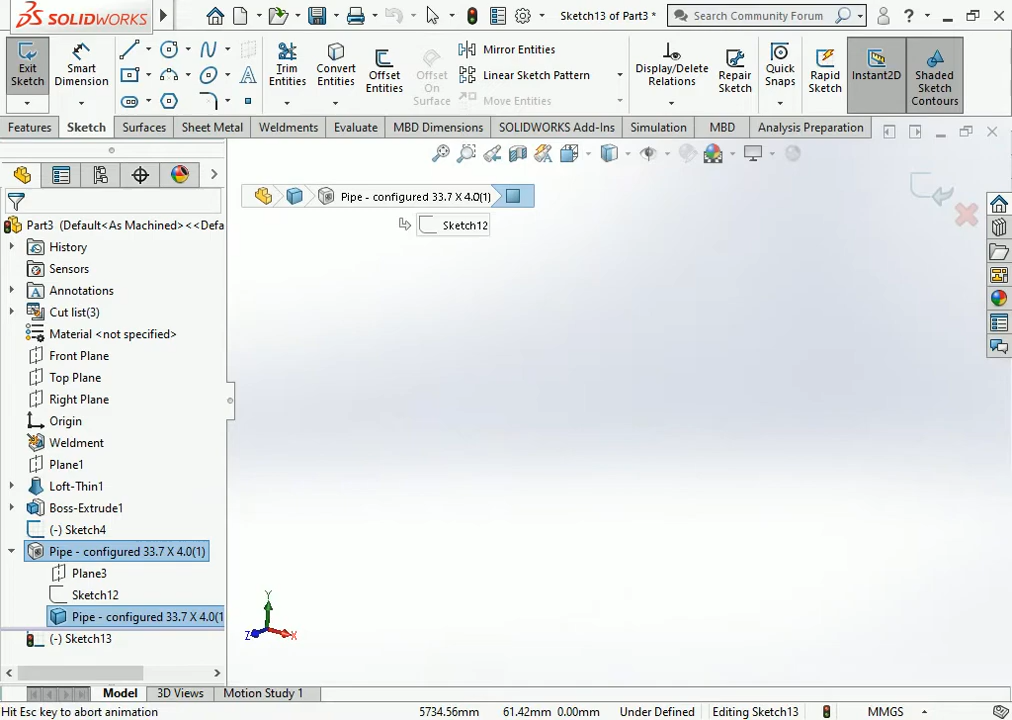 SOLIDWORKS
Sketch13 of Part3 *
Search Community Forum
Exit Sketch
Smart Dimension
Trim Entities
Convert Entities
Offset Entities
Offset On Surface
Mirror Entities
Linear Sketch Pattern
Move Entities
Display/Delete Relations
Repair Sketch
Quick Snaps
Rapid Sketch
Instant2D
Shaded Sketch Contours
Features
Sketch
Surfaces
Sheet Metal
Weldments
Evaluate
MBD Dimensions
SOLIDWORKS Add-Ins
Simulation
MBD
Analysis Preparation
Pipe - configured 33.7 X 4.0(1)
Sketch12
Part3 (Default<As Machined><<Defa
History
Sensors
Annotations
Cut list(3)
Material <not specified>
Front Plane
Top Plane
Right Plane
Origin
Weldment
Plane1
Loft-Thin1
Boss-Extrude1
(-) Sketch4
Pipe - configured 33.7 X 4.0(1)
Plane3
Sketch12
Pipe - configured 33.7 X 4.0(1
(-) Sketch13
Y
Z
X
Model
3D Views
Motion Study 1
Hit Esc key to abort animation
5734.56mm
61.42mm 0.00mm
Under Defined
Editing Sketch13
MMGS